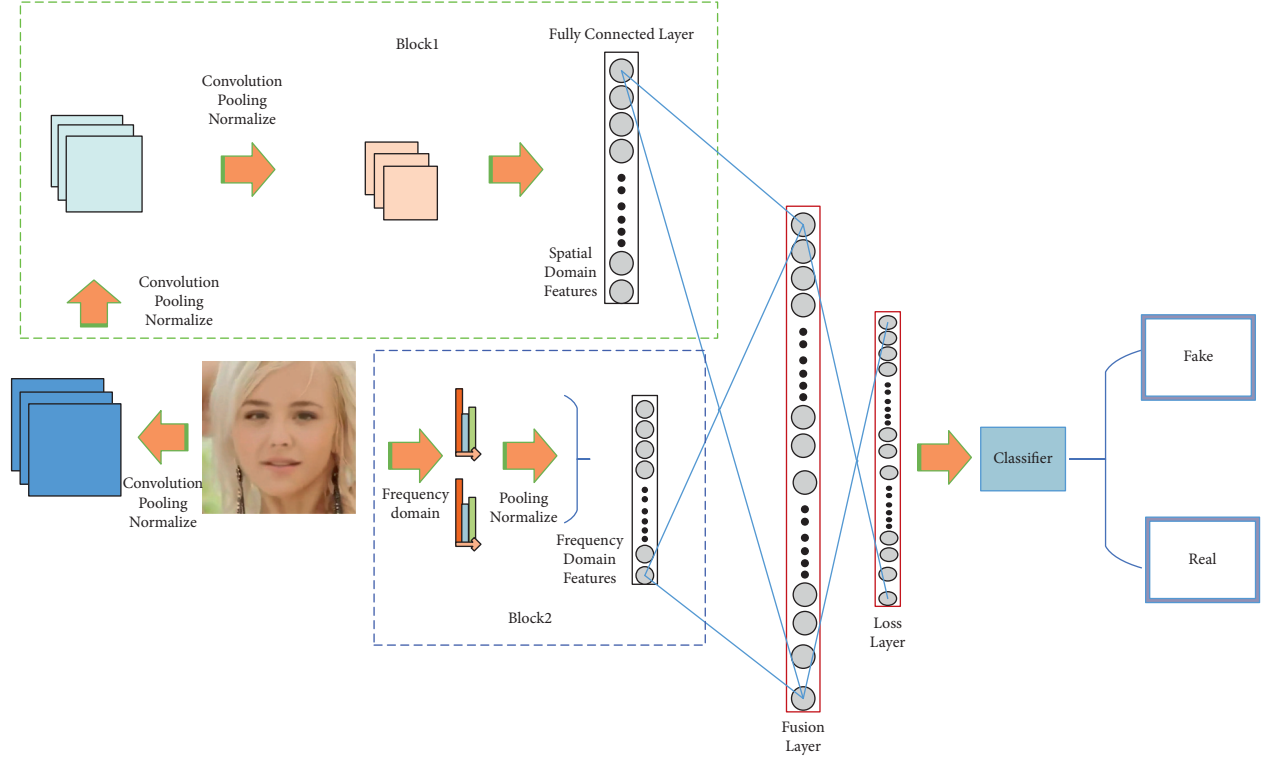 Block1
Fully Connected Layer
Convolution
Pooling
Normalize
Spatial
Domain
Features
Convolution
Pooling
Normalize
Convolution
Pooling
Normalize
Frequency
domain
Pooling
Normalize
Frequency
Domain
Features
Block2
Fusion
Layer
Loss
Layer
Classifier
Fake
Real